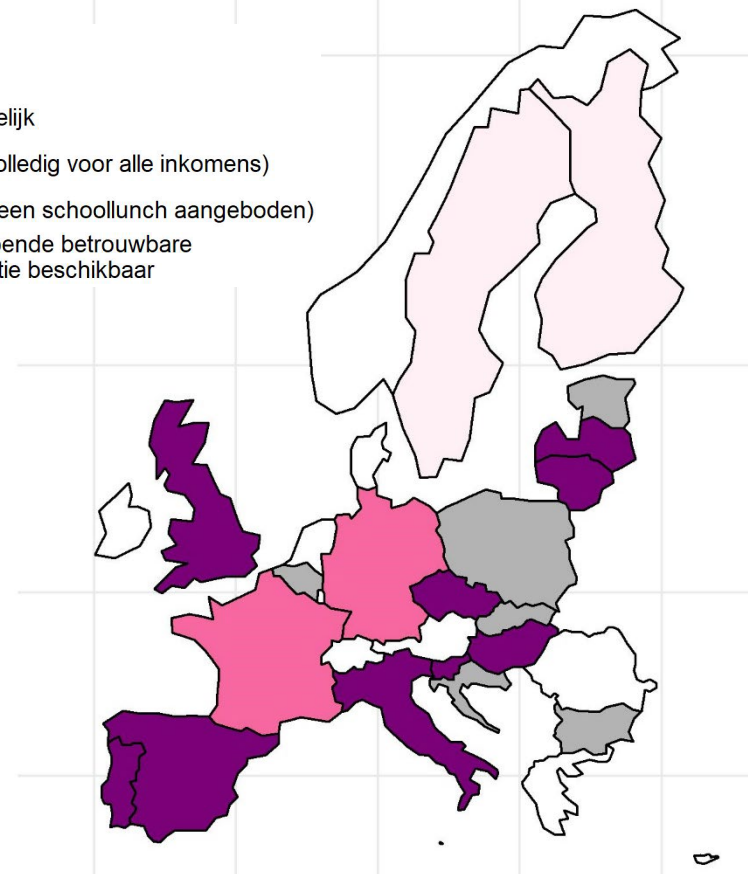 elijk
olledig voor alle inkomens)
een schoollunch aangeboden)
ende betrouwbare
tie beschikbaar